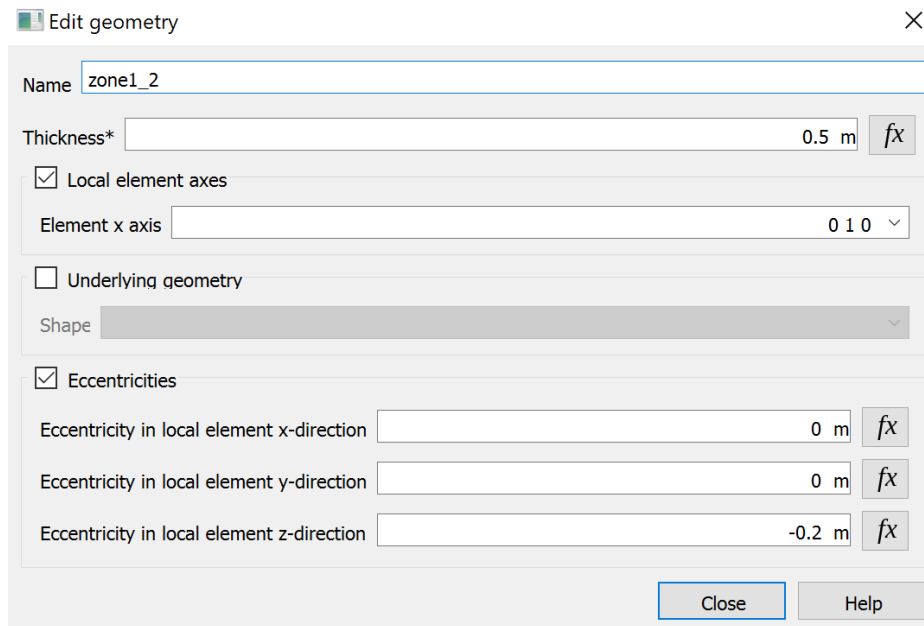 Edit geometry
Name zone1_2
Thickness* 0.5 m fx
Local element axes
Element x axis 0 1 0
Underlying geometry
Shape
Eccentricities
Eccentricity in local element x-direction 0 m fx
Eccentricity in local element y-direction 0 m fx
Eccentricity in local element z-direction -0.2 m fx
Close Help